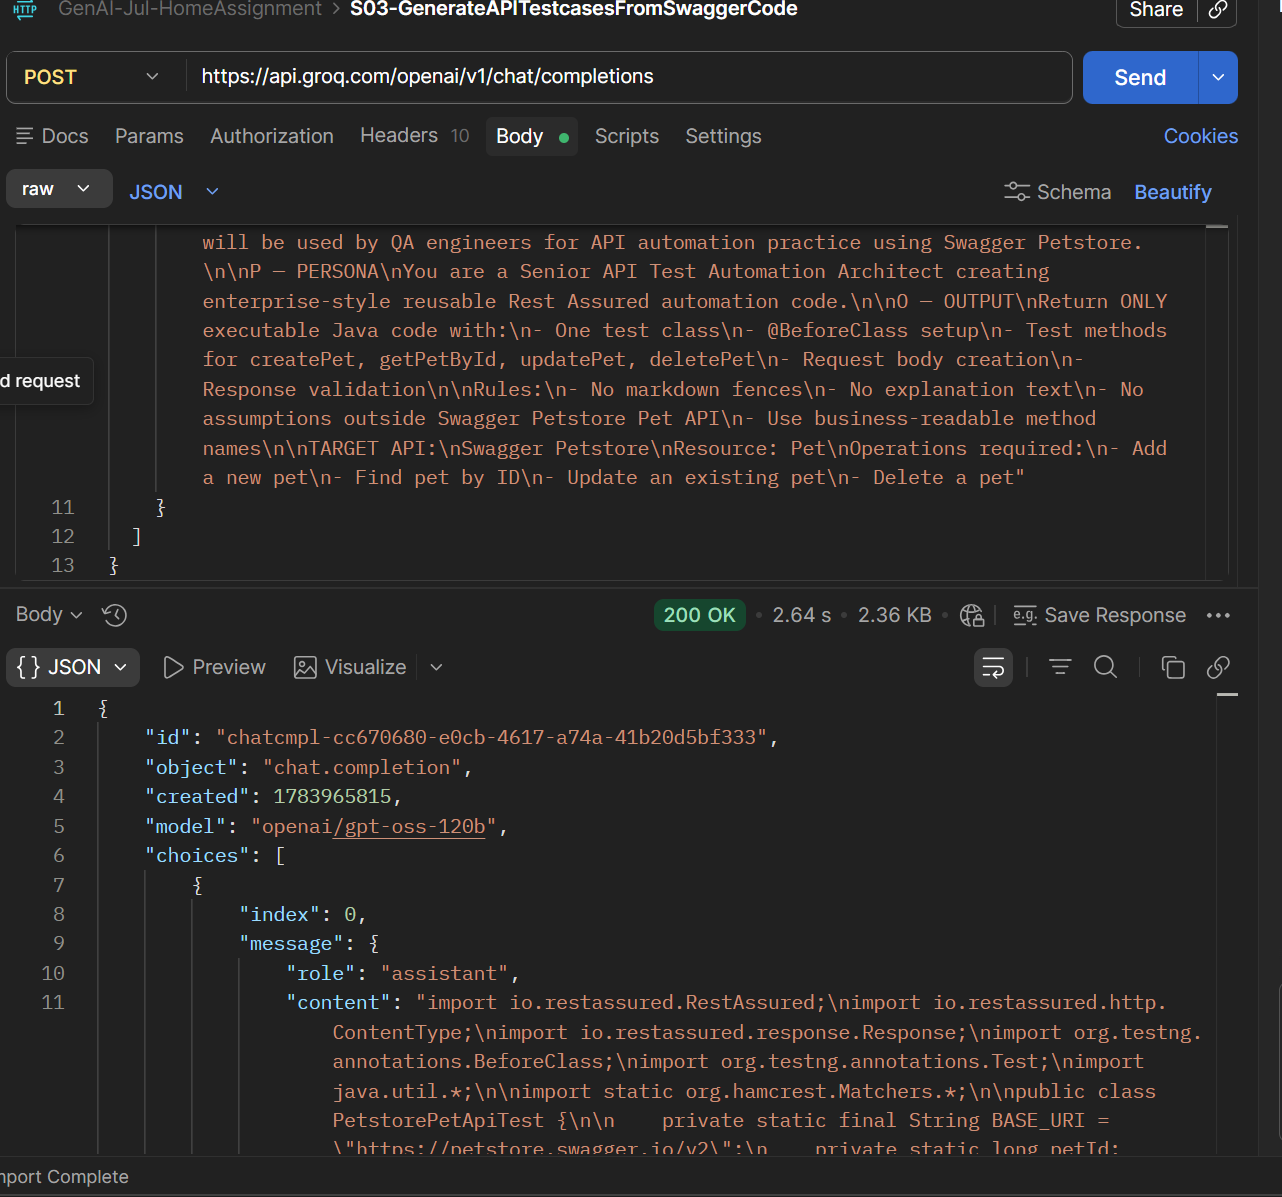 HTTP GenAI-Jul-HomeAssignment > S03-GenerateAPITestcasesFromSwaggerCode Share
POST https://api.groq.com/openai/v1/chat/completions Send
Docs Params Authorization Headers 10 Body Scripts Settings Cookies
raw JSON Schema Beautify
will be used by QA engineers for API automation practice using Swagger Petstore.
\n\nP — PERSONA\nYou are a Senior API Test Automation Architect creating
enterprise-style reusable Rest Assured automation code.\n\nO — OUTPUT\nReturn ONLY
executable Java code with:\n- One test class\n- @BeforeClass setup\n- Test methods
for createPet, getPetById, updatePet, deletePet\n- Request body creation\n-
d request
Response validation\n\nRules:\n- No markdown fences\n- No explanation text\n- No
assumptions outside Swagger Petstore Pet API\n- Use business-readable method
names\n\nTARGET API:\nSwagger Petstore\nResource: Pet\nOperations required:\n- Add
a new pet\n- Find pet by ID\n- Update an existing pet\n- Delete a pet"
11 }
12 ]
13 }
Body 200 OK • 2.64 s • 2.36 KB • e.g. Save Response
{} JSON Preview Visualize
1 {
2 "id": "chatcmpl-cc670680-e0cb-4617-a74a-41b20d5bf333",
3 "object": "chat.completion",
4 "created": 1783965815,
5 "model": "openai/gpt-oss-120b",
6 "choices": [
7 {
8 "index": 0,
9 "message": {
10 "role": "assistant",
11 "content": "import io.restassured.RestAssured;\nimport io.restassured.http.
ContentType;\nimport io.restassured.response.Response;\nimport org.testng.
annotations.BeforeClass;\nimport org.testng.annotations.Test;\nimport
java.util.*;\n\nimport static org.hamcrest.Matchers.*;\n\npublic class
PetstorePetApiTest {\n\n    private static final String BASE_URI =
\"https://petstore.swagger.io/v2\";\n    private static long petId;
mport Complete